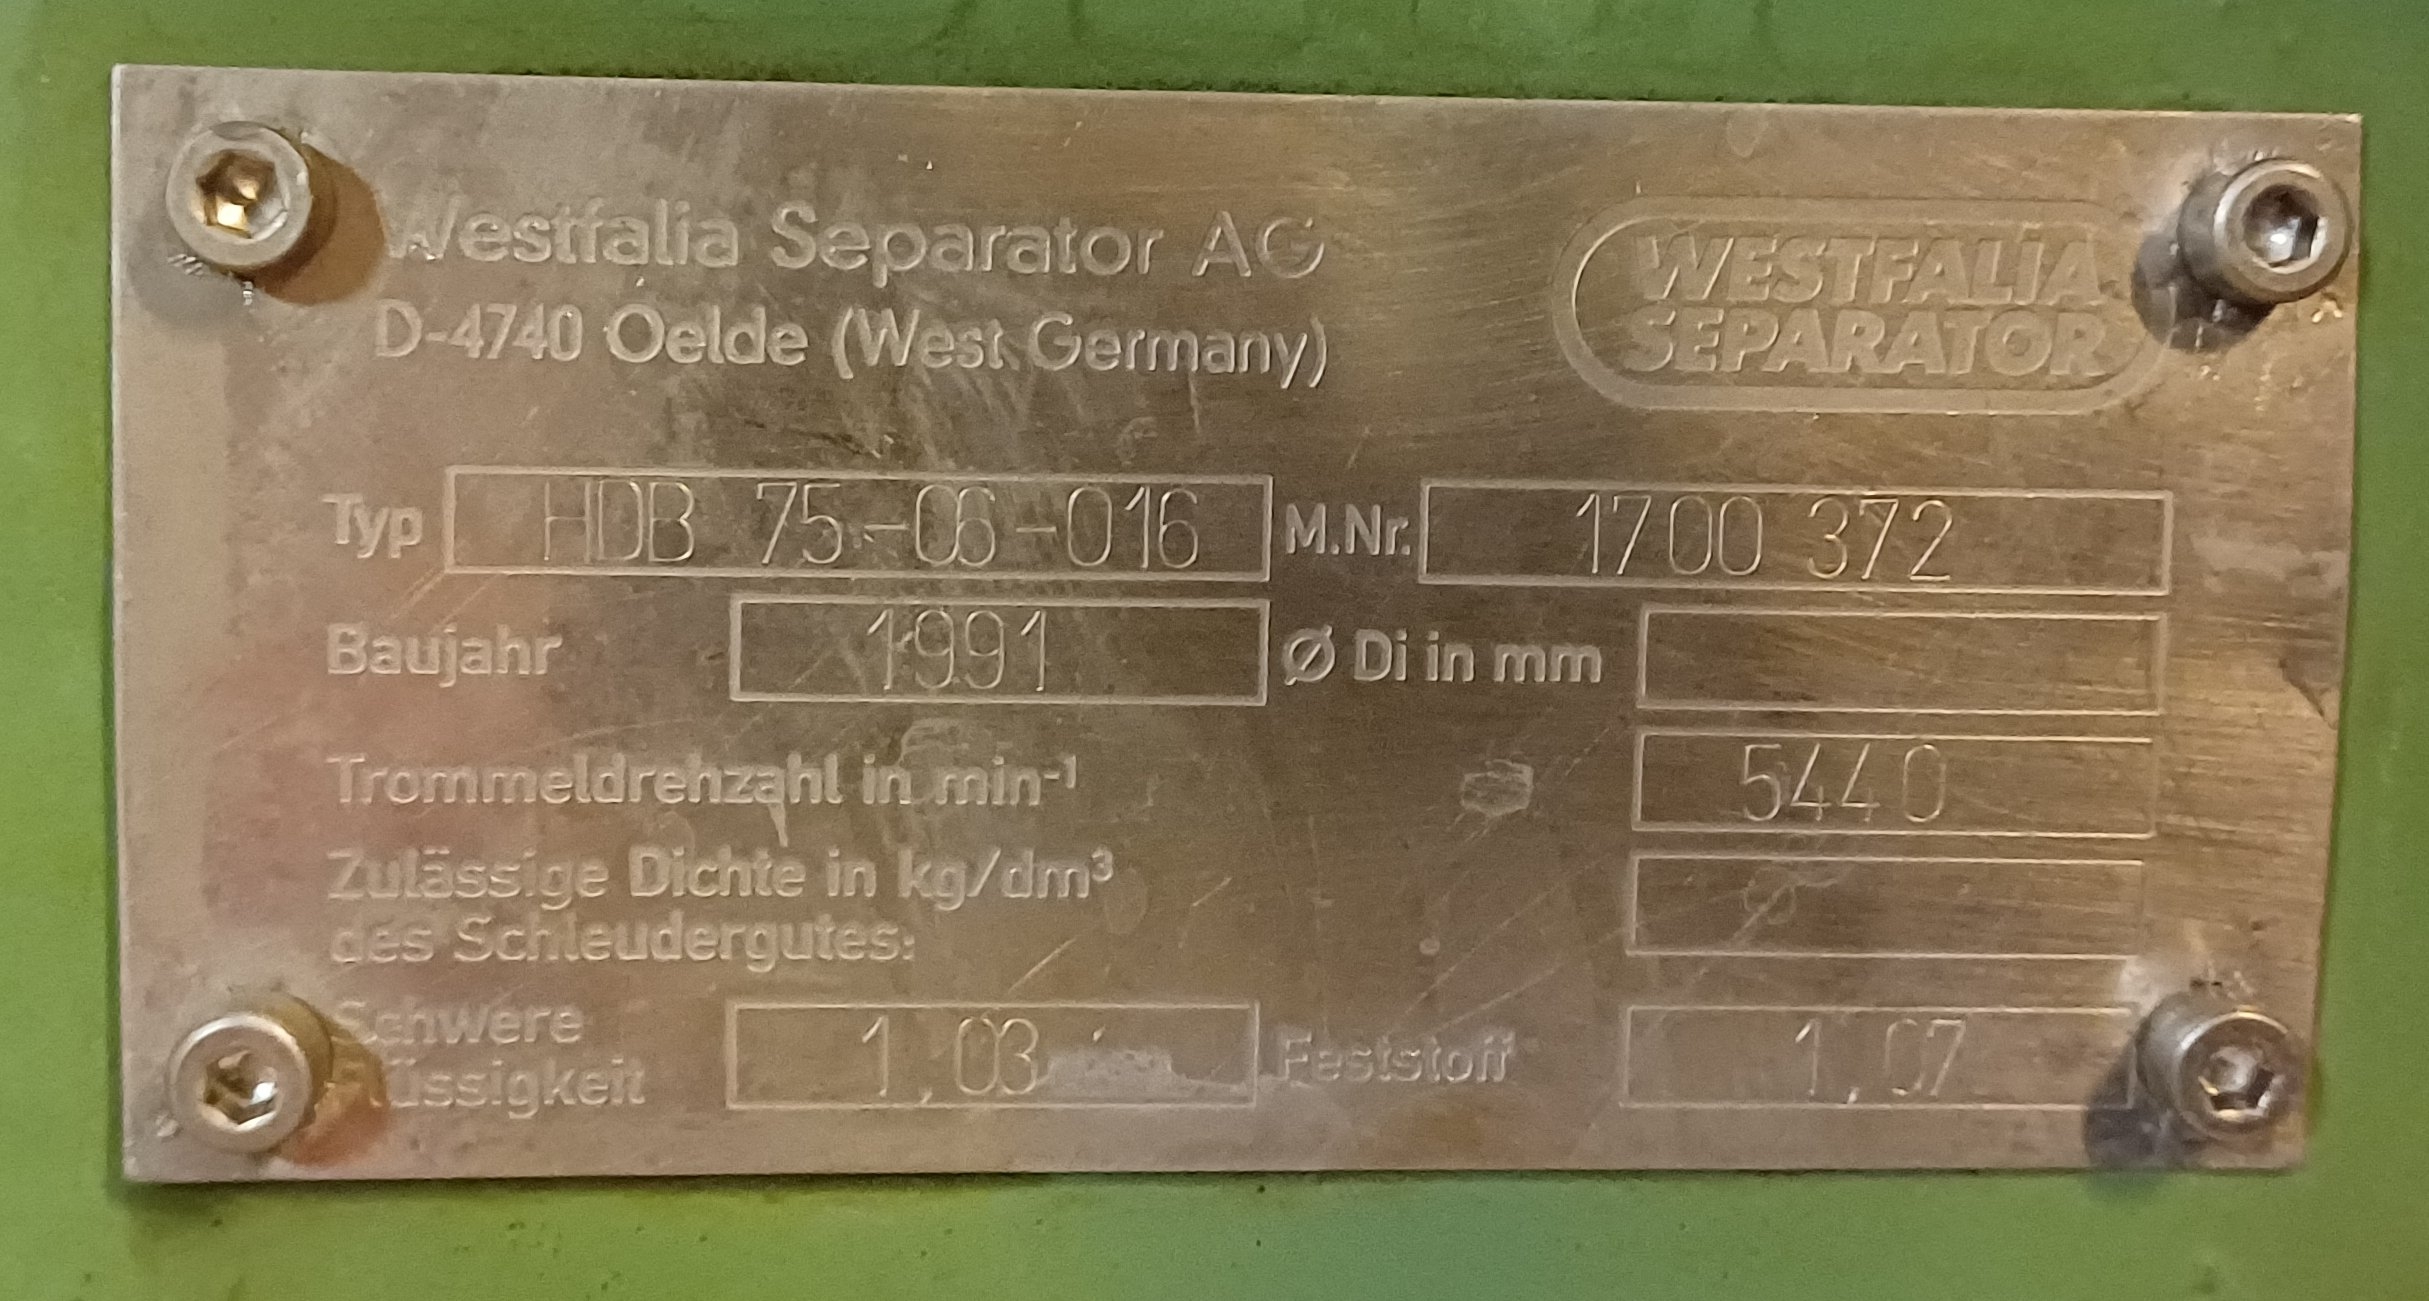 Westfalia Separator AG
D-4740 Oelde (West Germany)
WESTFALIA
SEPARATOR
Typ HDB 75-06-016 M.Nr. 1700 372
Baujahr 1991 Ø Di in mm
Trommeldrehzahl in min-¹ 5440
Zulässige Dichte in kg/dm³
des Schleudergutes:
Schwere
Flüssigkeit 1,03 Feststoff 1,07